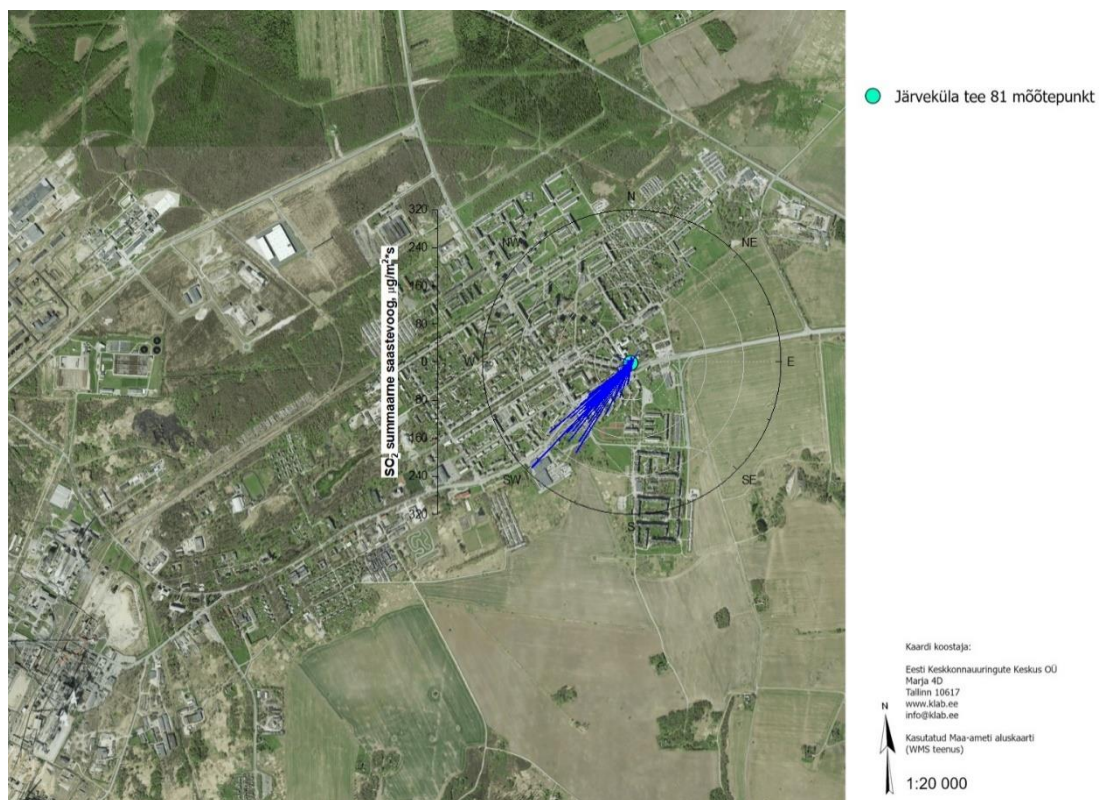 Järveküla tee 81 mõõtepunkt
SO2 summaarne saastevoog, µg/m²*s
320
240
160
80
0
80
160
240
320
N
NW
NE
W
E
SW
SE
S
Kaardi koostaja:
Eesti Keskkonnauuringute Keskus OÜ
Marja 4D
Tallinn 10617
www.klab.ee
info@klab.ee
N
Kasutatud Maa-ameti aluskaarti
(WMS teenus)
1:20 000